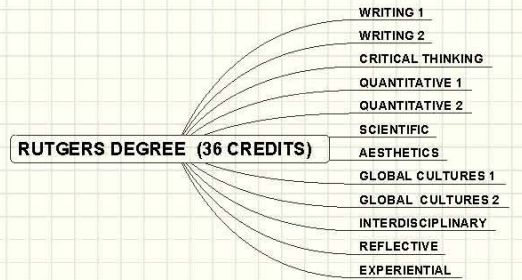 WRITING 1
WRITING 2
CRITICAL THINKING
QUANTITATIVE 1
QUANTITATIVE 2
SCIENTIFIC
RUTGERS DEGREE (36 CREDITS)
AESTHETICS
GLOBAL CULTURES 1
GLOBAL CULTURES 2
INTERDISCIPLINARY
REFLECTIVE
EXPERIENTIAL